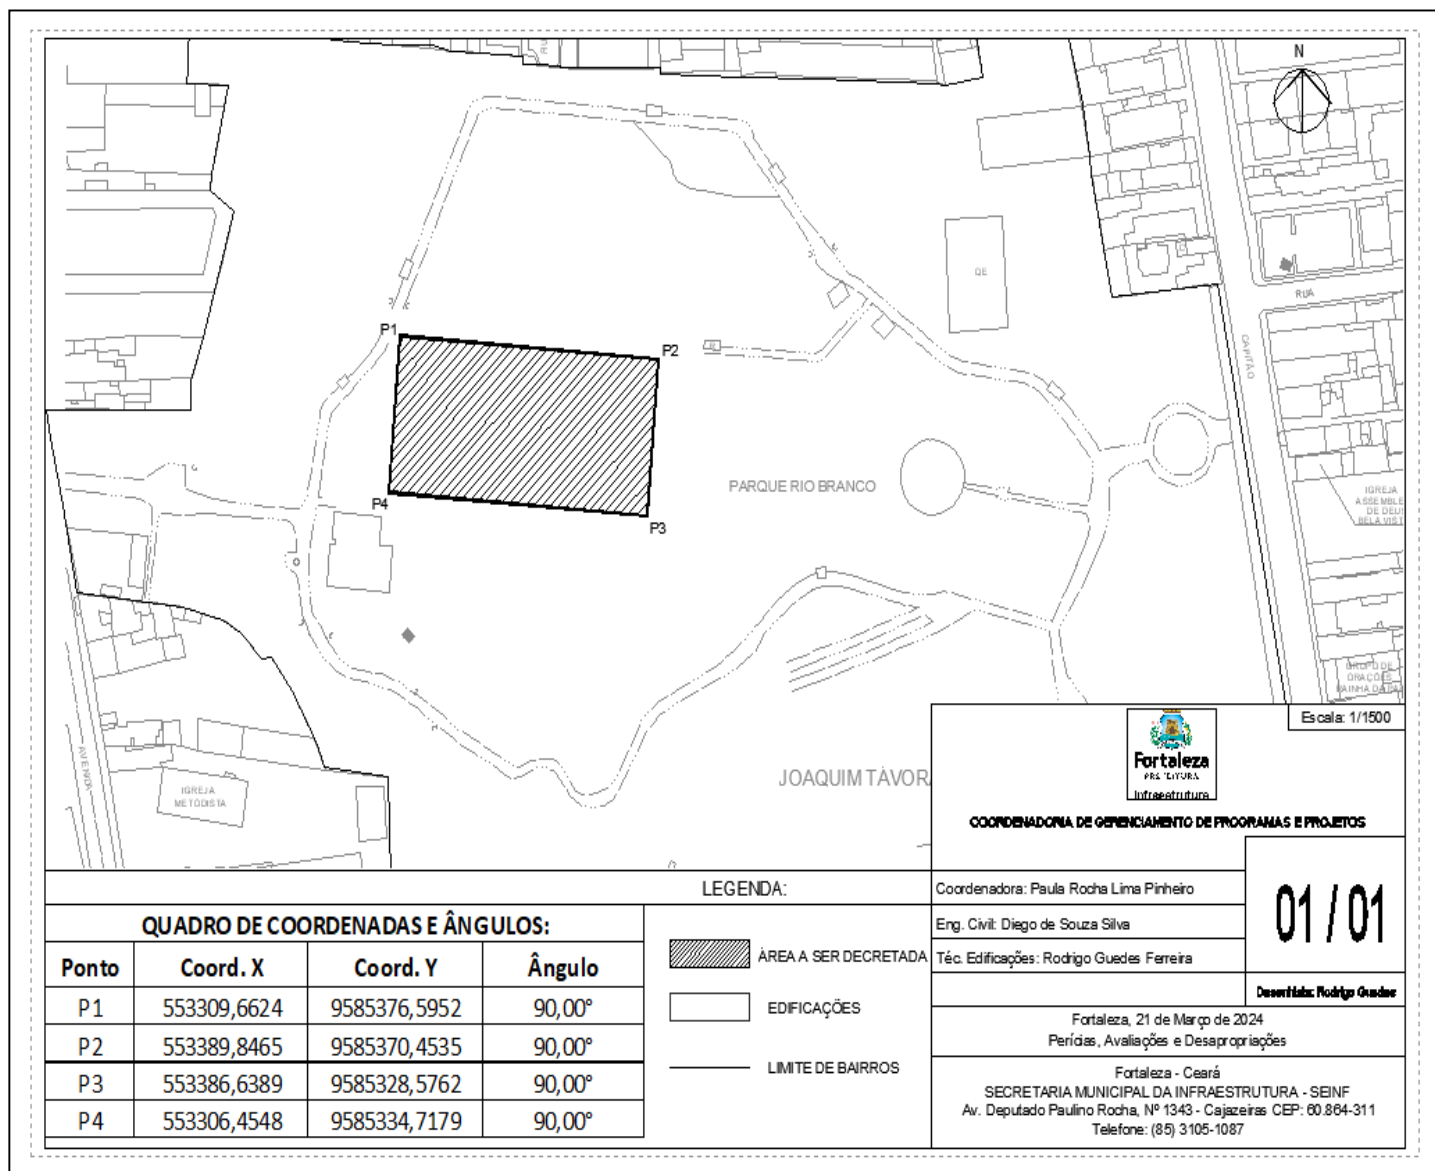 N
RU
QE
RUA
CAPITÃO
P1
P2
P4
P3
PARQUE RIO BRANCO
IGREJA
ASSEMBLE
DE DEUS
BELA VIST
GRUPO DE
ORAÇÕES
RAINHA DA
AVENIDA
IGREJA
METODISTA
JOAQUIM TÁVORA
Escala: 1/1500
Fortaleza
PREFEITURA
Infraestrutura
COORDENADORIA DE GERENCIAMENTO DE PROGRAMAS E PROJETOS
LEGENDA:
QUADRO DE COORDENADAS E ÂNGULOS:
Ponto Coord. X Coord. Y Ângulo
P1 553309,6624 9585376,5952 90,00°
P2 553389,8465 9585370,4535 90,00°
P3 553386,6389 9585328,5762 90,00°
P4 553306,4548 9585334,7179 90,00°
ÁREA A SER DECRETADA
EDIFICAÇÕES
LIMITE DE BAIRROS
Coordenadora: Paula Rocha Lima Pinheiro
Eng. Civil: Diego de Souza Silva
Téc. Edificações: Rodrigo Guedes Ferreira
01 / 01
Desenhista: Rodrigo Guedes
Fortaleza, 21 de Março de 2024
Perícias, Avaliações e Desapropriações
Fortaleza - Ceará
SECRETARIA MUNICIPAL DA INFRAESTRUTURA - SEINF
Av. Deputado Paulino Rocha, Nº 1343 - Cajazeiras CEP: 60.864-311
Telefone: (85) 3105-1087